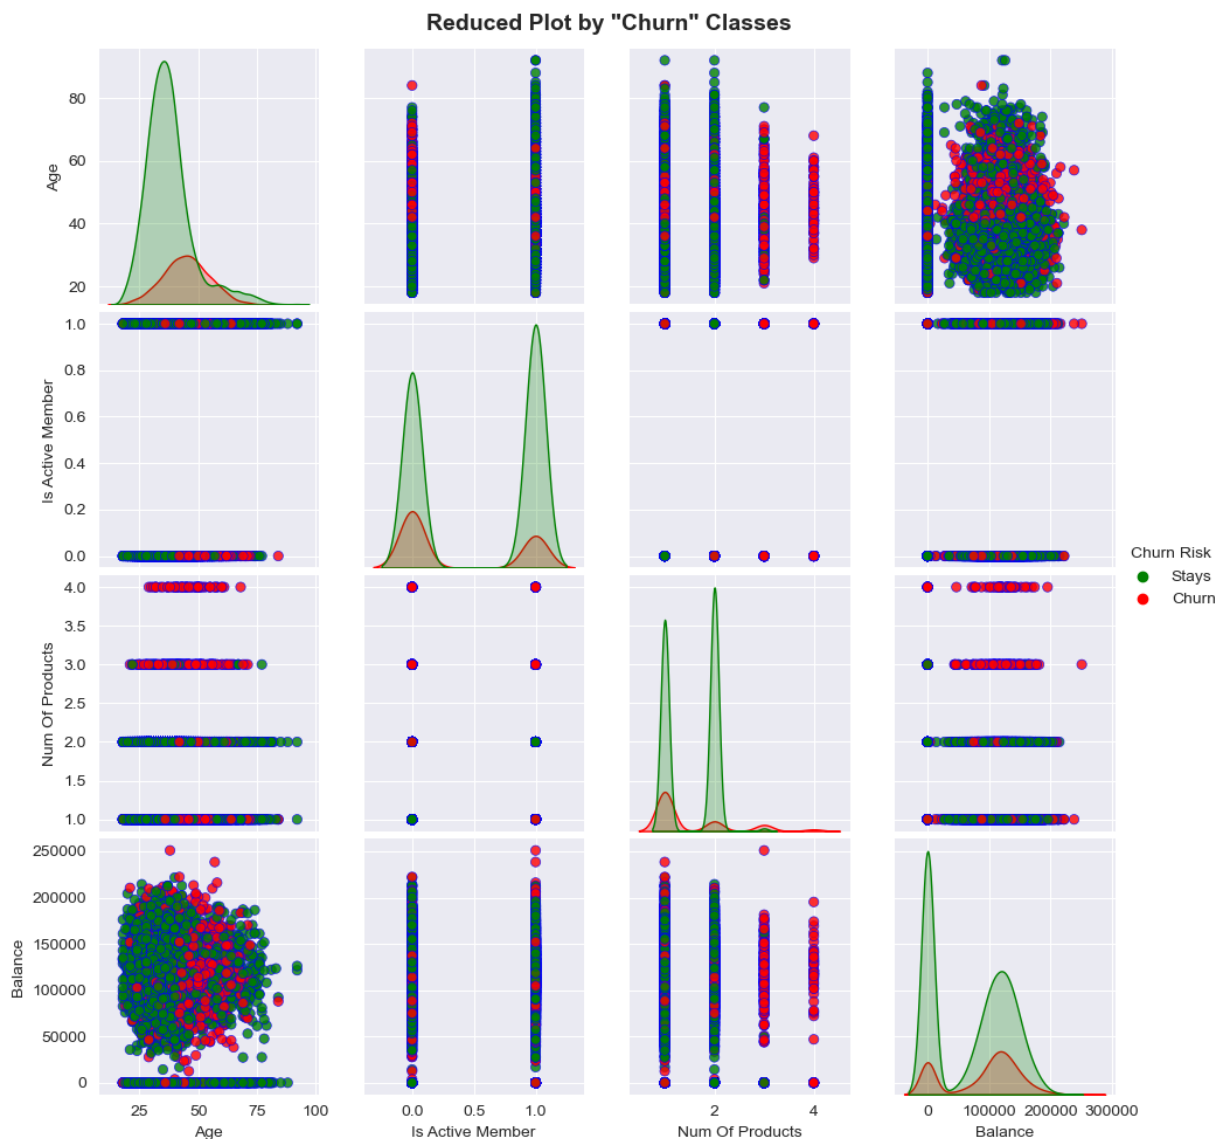 Reduced Plot by "Churn" Classes
80
60
40
20
Age
1.0
0.8
0.6
0.4
0.2
0.0
Is Active Member
4.0
3.5
3.0
2.5
2.0
1.5
1.0
Num Of Products
250000
200000
150000
100000
50000
0
Balance
25 50 75 100
Age
0.0 0.5 1.0
Is Active Member
2 4
Num Of Products
0 100000 200000 300000
Balance
Churn Risk
Stays
Churn